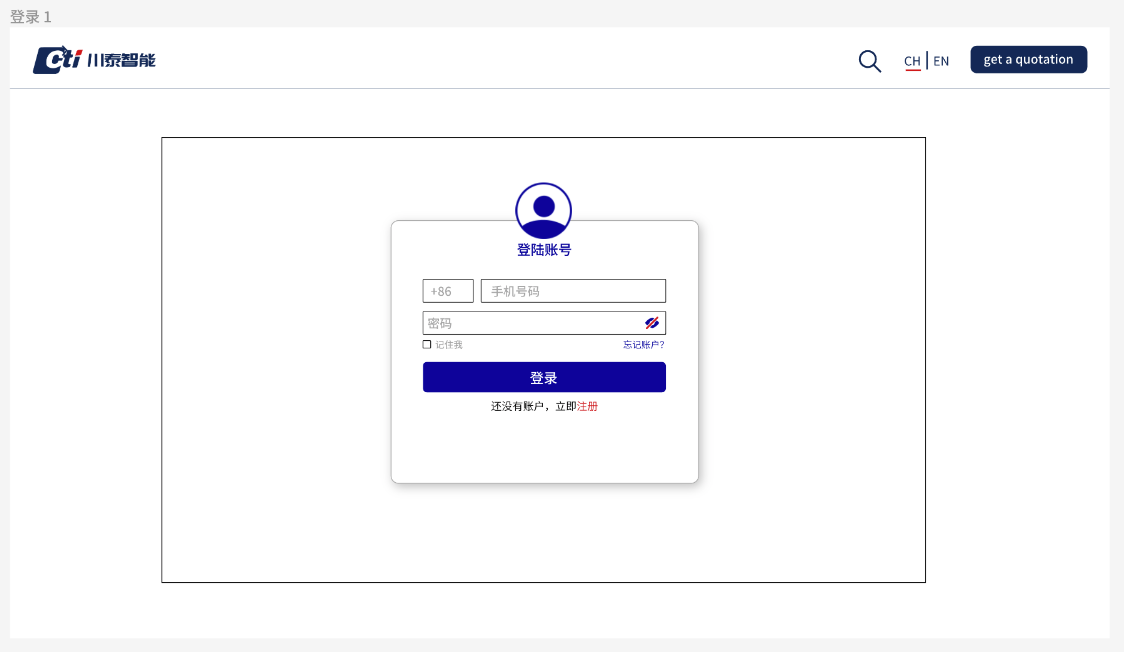 登录 1
Cti 川泰智能
CH | EN
get a quotation
登陆账号
+86 手机号码
密码
记住我 忘记账户?
登录
还没有账户，立即注册